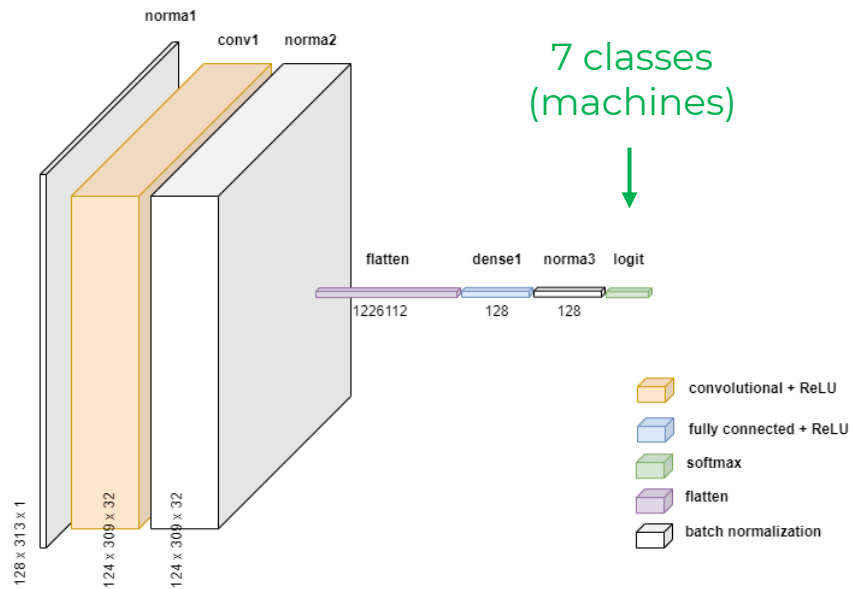 norma1
conv1
norma2
7 classes
(machines)
flatten
dense1
norma3
logit
1226112
128
128
128 x 313 x 1
124 x 309 x 32
124 x 309 x 32
convolutional + ReLU
fully connected + ReLU
softmax
flatten
batch normalization